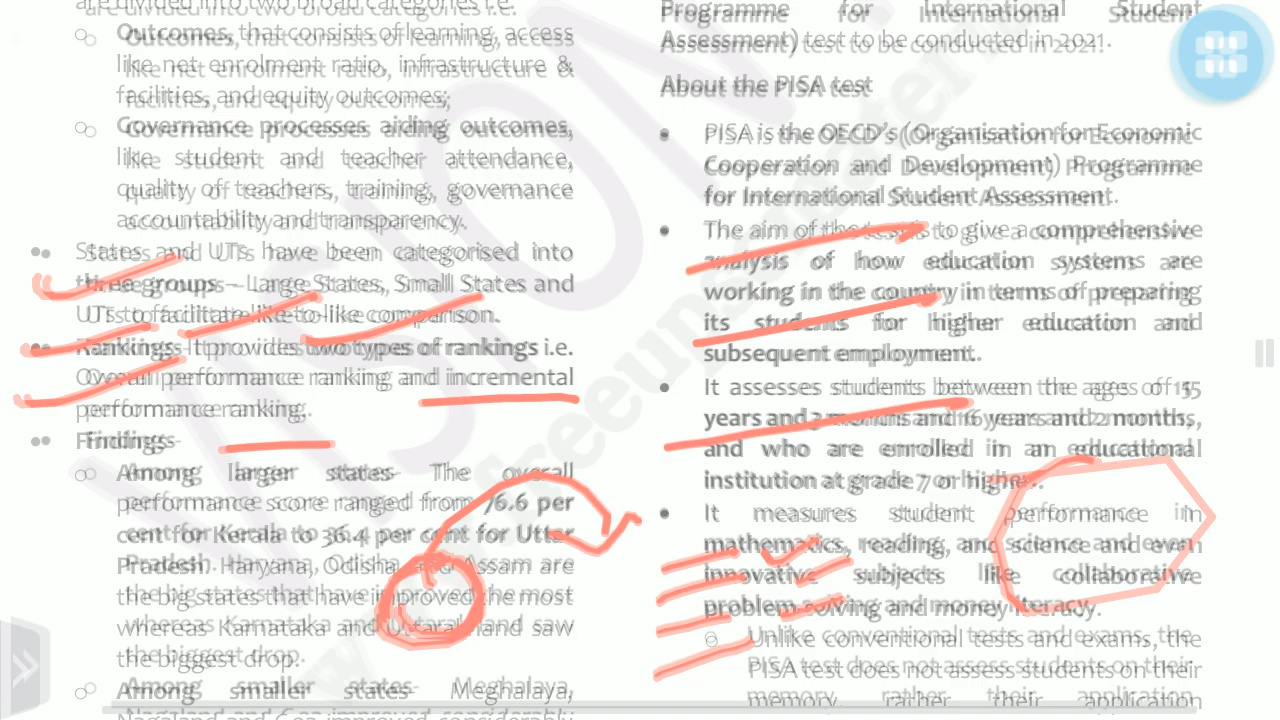 are divided into two broad categories i.e.
Outcomes, that consists of learning, access
like net enrolment ratio, infrastructure &
facilities, and equity outcomes;
Governance processes aiding outcomes,
like student and teacher attendance,
quality of teachers, training, governance
accountability and transparency.
States and UTs have been categorised into
three groups – Large States, Small States and
UTs to facilitate like-to-like comparison.
Rankings- It provides two types of rankings i.e.
Overall performance ranking and incremental
performance ranking.
Findings-
Among larger states- The overall
performance score ranged from 76.6 per
cent for Kerala to 36.4 per cent for Uttar
Pradesh. Haryana, Odisha and Assam are
the big states that have improved the most
whereas Karnataka and Uttarakhand saw
the biggest drop.
Among smaller states- Meghalaya,
Nagaland and Goa improved considerably
Programme for International Student
Assessment) test to be conducted in 2021.
About the PISA test
PISA is the OECD's (Organisation for Economic
Cooperation and Development) Programme
for International Student Assessment.
The aim of the test is to give a comprehensive
analysis of how education systems are
working in the country in terms of preparing
its students for higher education and
subsequent employment.
It assesses students between the ages of 15
years and 3 months and 16 years and 2 months,
and who are enrolled in an educational
institution at grade 7 or higher.
It measures student performance in
mathematics, reading, and science and even
innovative subjects like collaborative
problem-solving and money literacy.
Unlike conventional tests and exams, the
PISA test does not assess students on their
memory, rather their application
VISION